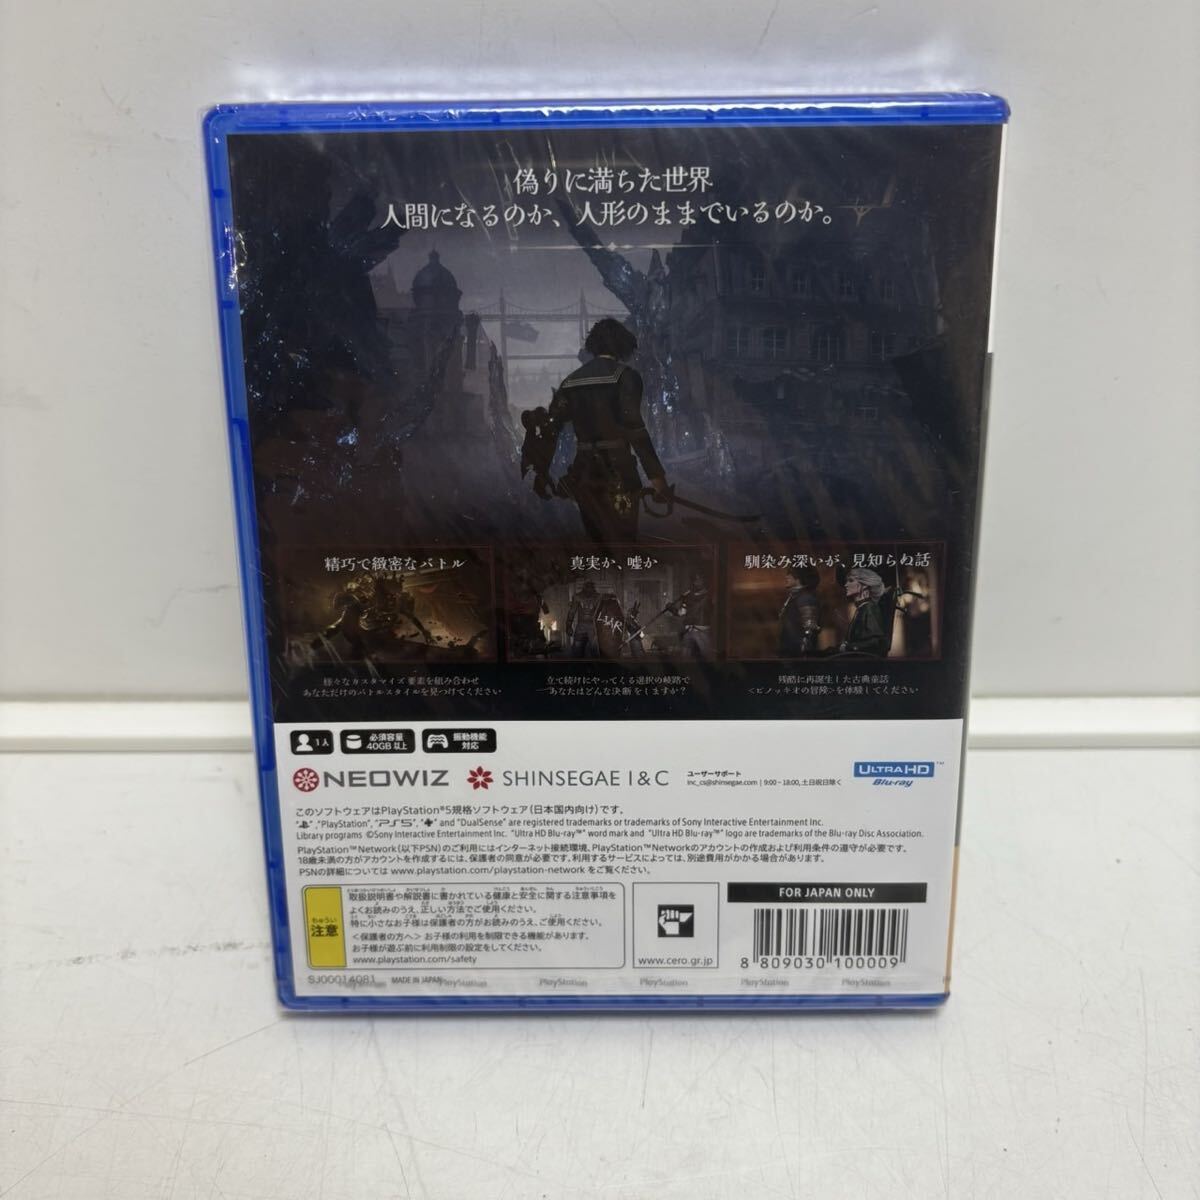 偽りに満ちた世界
人間になるのか、人形のままでいるのか。
精巧で緻密なバトル
様々なカスタマイズ要素を組み合わせ
あなただけのバトルスタイルを見つけてください
真実か、嘘か
LIAR
立て続けにやってくる選択の岐路で
あなたはどんな決断をしますか?
馴染み深いが、見知らぬ話
残酷に再誕生した古典童話
<ピノッキオの冒険>を体験してください
1人
必須容量
40GB以上
振動機能
対応
NEOWIZ
SHINSEGAE I&C
ユーザーサポート
inc_cs@shinsegae.com | 9:00~18:00, 土日祝日除く
ULTRA HD
Blu-ray™
このソフトウェアはPlayStation®5規格ソフトウェア(日本国内向け)です。
"PlayStation", "PS5", and "DualSense" are registered trademarks or trademarks of Sony Interactive Entertainment Inc.
Library programs ©Sony Interactive Entertainment Inc. "Ultra HD Blu-ray™" word mark and "Ultra HD Blu-ray™" logo are trademarks of the Blu-ray Disc Association.
PlayStation™Network(以下PSN)のご利用にはインターネット接続環境、PlayStation™Networkのアカウントの作成および利用条件の遵守が必要です。
18歳未満の方がアカウントを作成するには、保護者の同意が必要です。利用するサービスによっては、別途費用がかかる場合があります。
PSNの詳細については www.playstation.com/playstation-network をご覧ください。
ちゅうい
注意
取扱説明書や解説書に書かれている健康と安全に関する注意事項を
よくお読みのうえ、正しい方法でご使用ください。
特に小さなお子様は保護者の方がお読みのうえ、ご使用ください。
<保護者の方へ> お子様の利用を制限できる機能があります。
お子様が遊ぶ前に利用制限の設定をしてください。
www.playstation.com/safety
www.cero.gr.jp
FOR JAPAN ONLY
8 809030 100009
SJ00014081 MADE IN JAPAN
PlayStation PlayStation PlayStation PlayStation PlayStation PlayStation